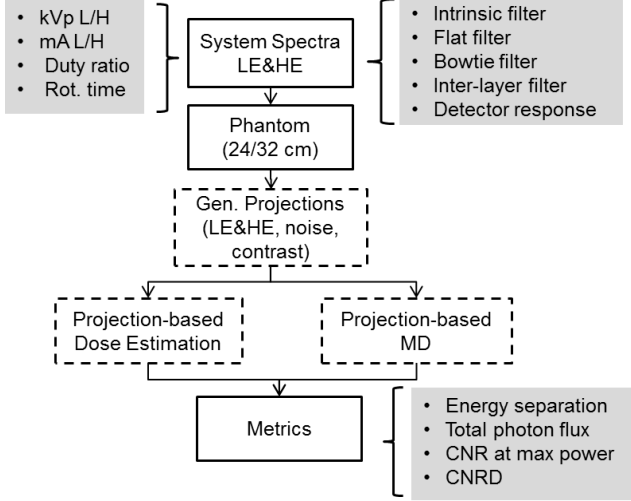 • kVp L/H
• mA L/H
• Duty ratio
• Rot. time
System Spectra
LE&HE
• Intrinsic filter
• Flat filter
• Bowtie filter
• Inter-layer filter
• Detector response
Phantom
(24/32 cm)
Gen. Projections
(LE&HE, noise,
contrast)
Projection-based
Dose Estimation
Projection-based
MD
Metrics
• Energy separation
• Total photon flux
• CNR at max power
• CNRD